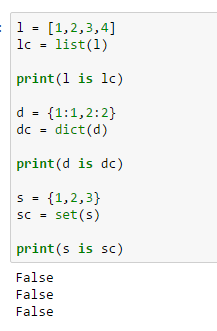 l = [1,2,3,4]
lc = list(l)
print(l is lc)
d = {1:1,2:2}
dc = dict(d)
print(d is dc)
s = {1,2,3}
sc = set(s)
print(s is sc)
False
False
False